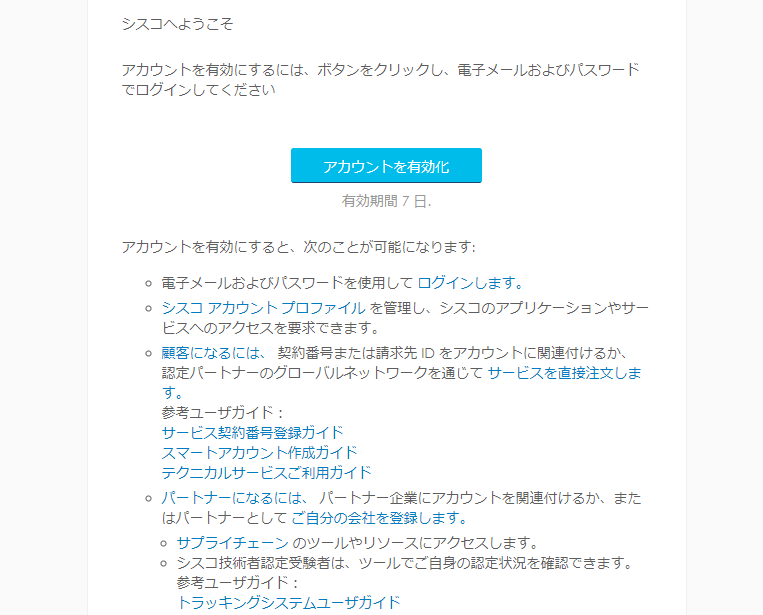 シスコへようこそ
アカウントを有効にするには、ボタンをクリックし、電子メールおよびパスワード
でログインしてください
アカウントを有効化
有効期間 7 日.
アカウントを有効にすると、次のことが可能になります:
電子メールおよびパスワードを使用して ログインします。
シスコ アカウント プロファイル を管理し、シスコのアプリケーションやサー
ビスへのアクセスを要求できます。
顧客になるには、 契約番号または請求先 ID をアカウントに関連付けるか、
認定パートナーのグローバルネットワークを通じて サービスを直接注文しま
す。
参考ユーザガイド：
サービス契約番号登録ガイド
スマートアカウント作成ガイド
テクニカルサービスご利用ガイド
パートナーになるには、 パートナー企業にアカウントを関連付けるか、また
はパートナーとして ご自分の会社を登録します。
サプライチェーン のツールやリソースにアクセスします。
シスコ技術者認定受験者は、ツールでご自身の認定状況を確認できます。
参考ユーザガイド：
トラッキングシステムユーザガイド